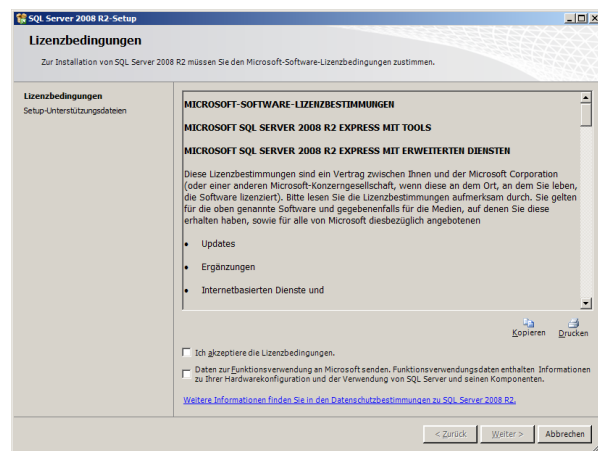 SQL Server 2008 R2-Setup
Lizenzbedingungen
Zur Installation von SQL Server 2008 R2 müssen Sie den Microsoft-Software-Lizenzbedingungen zustimmen.
Lizenzbedingungen
Setup-Unterstützungsdateien
MICROSOFT-SOFTWARE-LIZENZBESTIMMUNGEN
MICROSOFT SQL SERVER 2008 R2 EXPRESS MIT TOOLS
MICROSOFT SQL SERVER 2008 R2 EXPRESS MIT ERWEITERTEN DIENSTEN
Diese Lizenzbestimmungen sind ein Vertrag zwischen Ihnen und der Microsoft Corporation
(oder einer anderen Microsoft-Konzerngesellschaft, wenn diese an dem Ort, an dem Sie leben,
die Software lizenziert). Bitte lesen Sie die Lizenzbestimmungen aufmerksam durch. Sie gelten
für die oben genannte Software und gegebenenfalls für die Medien, auf denen Sie diese
erhalten haben, sowie für alle von Microsoft diesbezüglich angebotenen
• Updates
• Ergänzungen
• Internetbasierten Dienste und
Kopieren Drucken
Ich akzeptiere die Lizenzbedingungen.
Daten zur Funktionsverwendung an Microsoft senden. Funktionsverwendungsdaten enthalten Informationen
zu Ihrer Hardwarekonfiguration und der Verwendung von SQL Server und seinen Komponenten.
Weitere Informationen finden Sie in den Datenschutzbestimmungen zu SQL Server 2008 R2.
< Zurück Weiter > Abbrechen